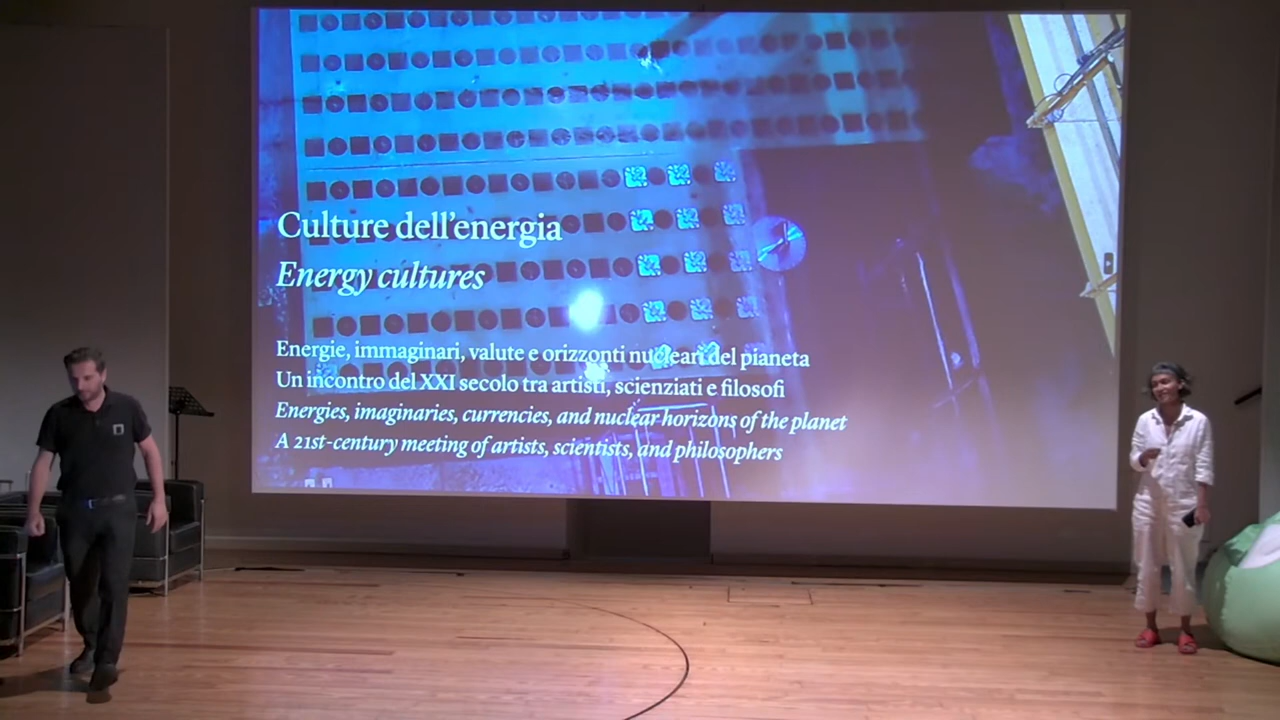 Culture dell'energia
Energy cultures
Energie, immaginari, valute e orizzonti nucleari del pianeta
Un incontro del XXI secolo tra artisti, scienziati e filosofi
Energies, imaginaries, currencies, and nuclear horizons of the planet
A 21st-century meeting of artists, scientists, and philosophers